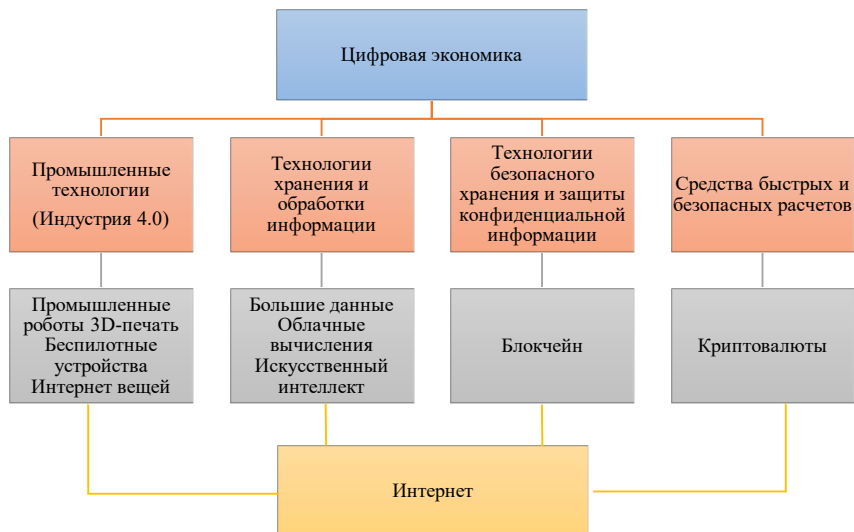 Цифровая экономика
Промышленные
технологии
(Индустрия 4.0)
Технологии
хранения и
обработки
информации
Технологии
безопасного
хранения и защиты
конфиденциальной
информации
Средства быстрых и
безопасных расчетов
Промышленные
роботы 3D-печать
Беспилотные
устройства
Интернет вещей
Большие данные
Облачные
вычисления
Искусственный
интеллект
Блокчейн
Криптовалюты
Интернет